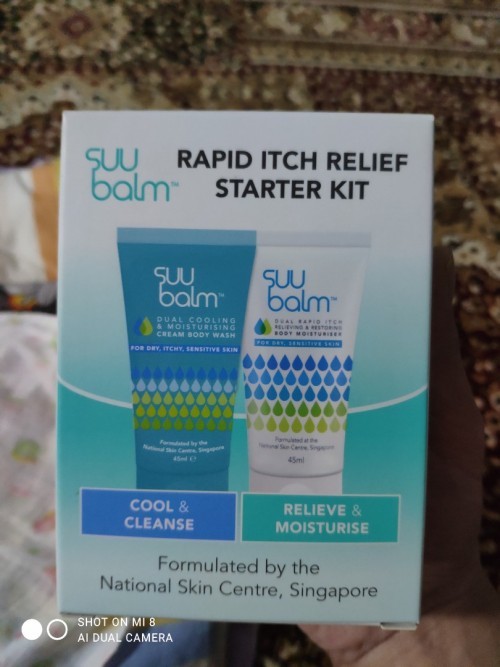 SUU
balm™
RAPID ITCH RELIEF
STARTER KIT
SUU
balm™
DUAL COOLING
& MOISTURISING
CREAM BODY WASH
FOR DRY, ITCHY, SENSITIVE SKIN
Formulated by the
National Skin Centre, Singapore
45ml ℮
SUU
balm™
DUAL RAPID ITCH
RELIEVING & RESTORING
BODY MOISTURISER
FOR DRY, SENSITIVE SKIN
Formulated at the
National Skin Centre, Singapore
45ml
COOL &
CLEANSE
RELIEVE &
MOISTURISE
Formulated by the
National Skin Centre, Singapore
SHOT ON MI 8
AI DUAL CAMERA